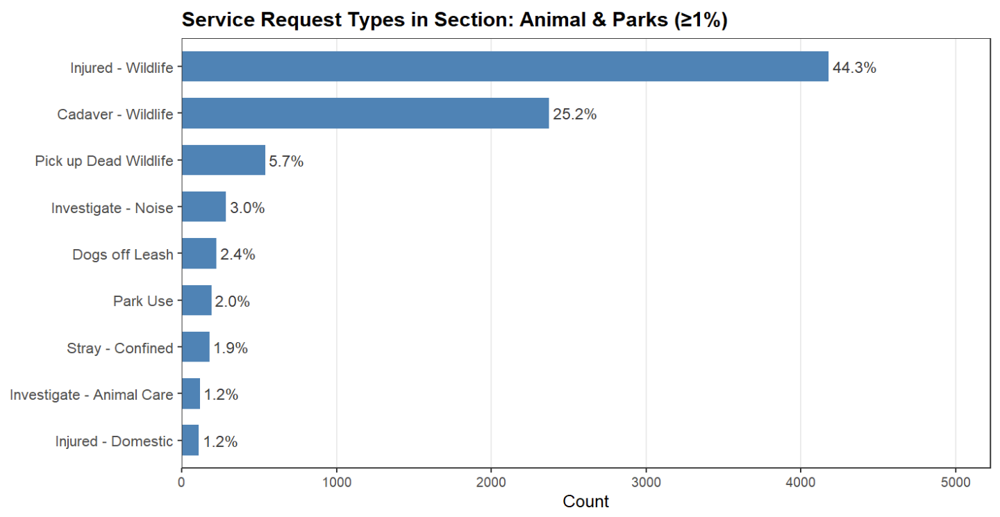 Service Request Types in Section: Animal & Parks (≥1%)
Injured - Wildlife 44.3%
Cadaver - Wildlife 25.2%
Pick up Dead Wildlife 5.7%
Investigate - Noise 3.0%
Dogs off Leash 2.4%
Park Use 2.0%
Stray - Confined 1.9%
Investigate - Animal Care 1.2%
Injured - Domestic 1.2%
0 1000 2000 3000 4000 5000
Count